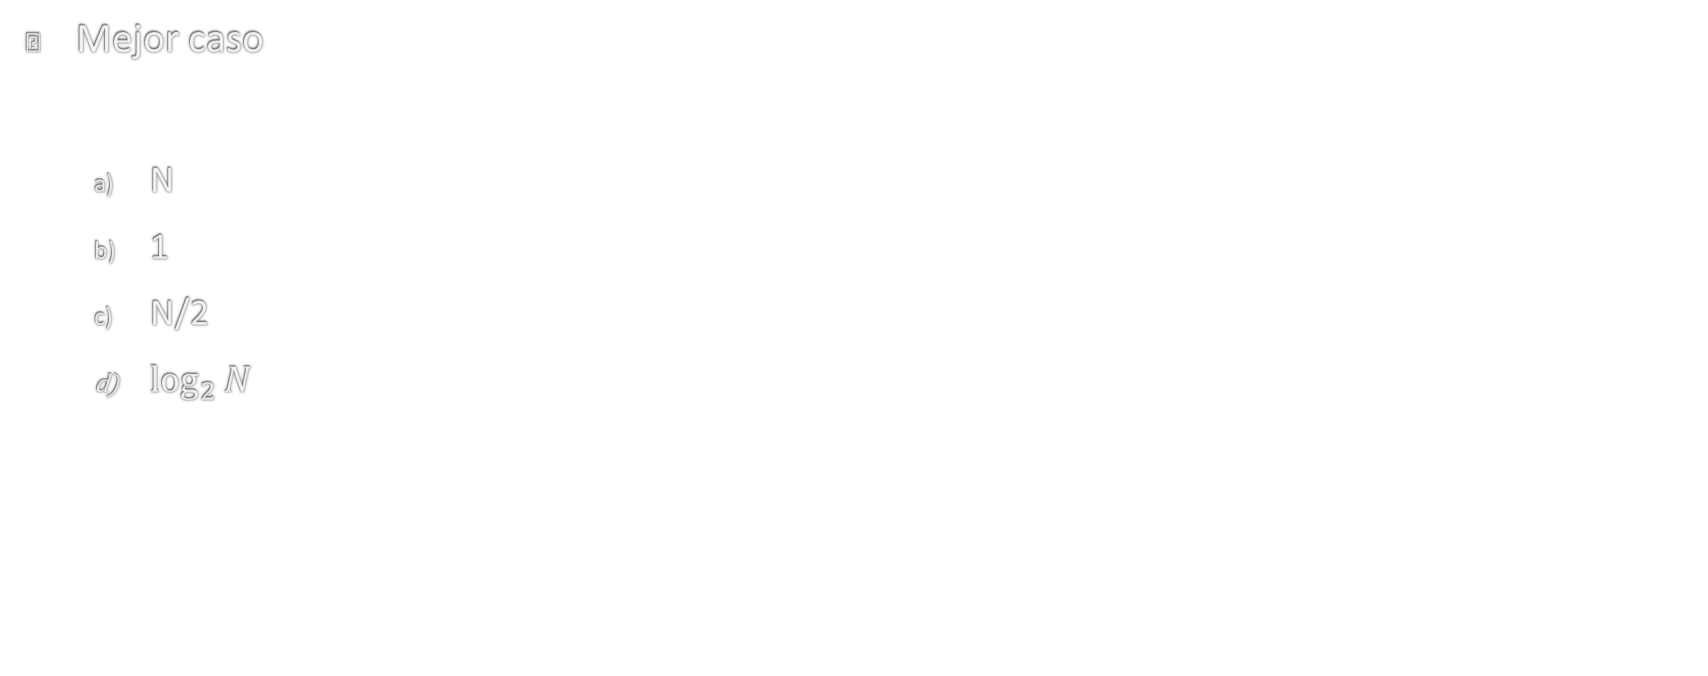 Mejor caso
a) N
b) 1
c) N/2
d) log₂ N